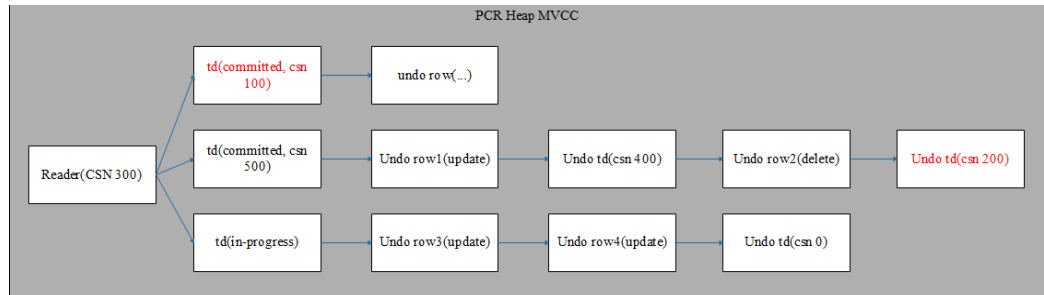 PCR Heap MVCC
td(committed, csn
100)
undo row(...)
td(committed, csn
500)
Undo row1(update)
Undo td(csn 400)
Undo row2(delete)
Undo td(csn 200)
Reader(CSN 300)
td(in-progress)
Undo row3(update)
Undo row4(update)
Undo td(csn 0)